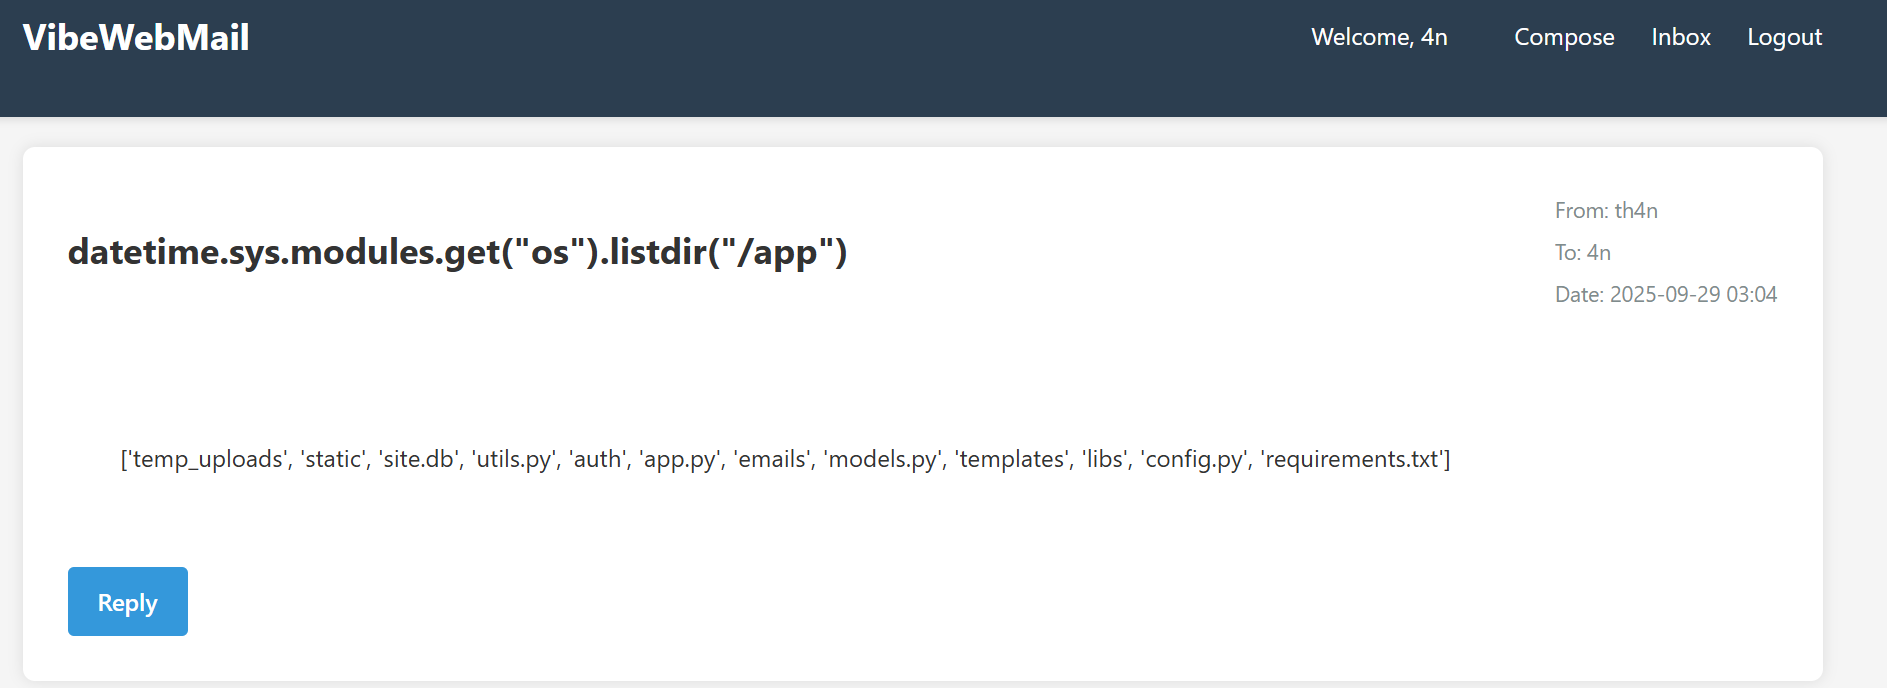 VibeWebMail
Welcome, 4n
Compose
Inbox
Logout
datetime.sys.modules.get("os").listdir("/app")
From: th4n
To: 4n
Date: 2025-09-29 03:04
['temp_uploads', 'static', 'site.db', 'utils.py', 'auth', 'app.py', 'emails', 'models.py', 'templates', 'libs', 'config.py', 'requirements.txt']
Reply